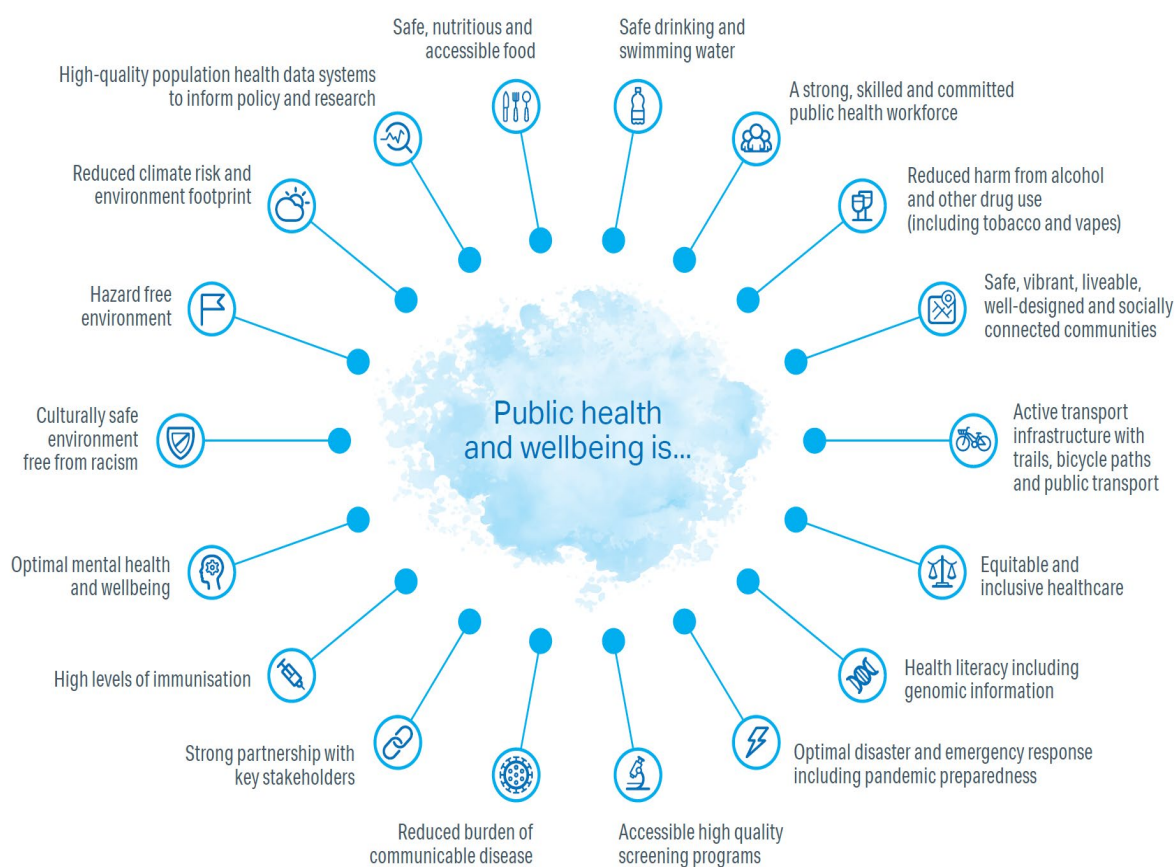 Public health
and wellbeing is...
Safe, nutritious and
accessible food
Safe drinking and
swimming water
A strong, skilled and committed
public health workforce
Reduced harm from alcohol
and other drug use
(including tobacco and vapes)
Safe, vibrant, liveable,
well-designed and socially
connected communities
Active transport
infrastructure with
trails, bicycle paths
and public transport
Equitable and
inclusive healthcare
Health literacy including
genomic information
Optimal disaster and emergency response
including pandemic preparedness
Accessible high quality
screening programs
Reduced burden of
communicable disease
Strong partnership with
key stakeholders
High levels of immunisation
Optimal mental health
and wellbeing
Culturally safe
environment
free from racism
Hazard free
environment
Reduced climate risk and
environment footprint
High-quality population health data systems
to inform policy and research